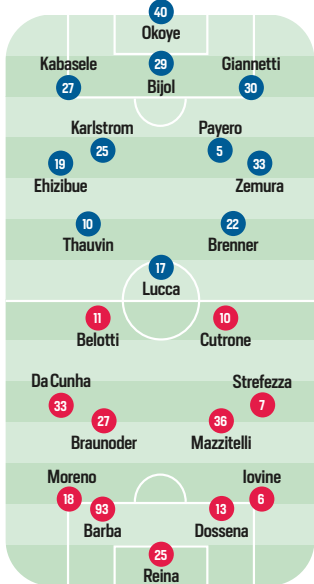 40
Okoye
Kabasele
29
Giannetti
27
Bijol
30
Karlstrom
Payero
25
5
19
33
Ehizibue
Zemura
10
22
Thauvin
Brenner
17
Lucca
11
10
Belotti
Cutrone
Da Cunha
Strefezza
33
7
27
36
Braunoder
Mazzitelli
Moreno
Iovine
18
93
13
6
Barba
Dossena
25
Reina